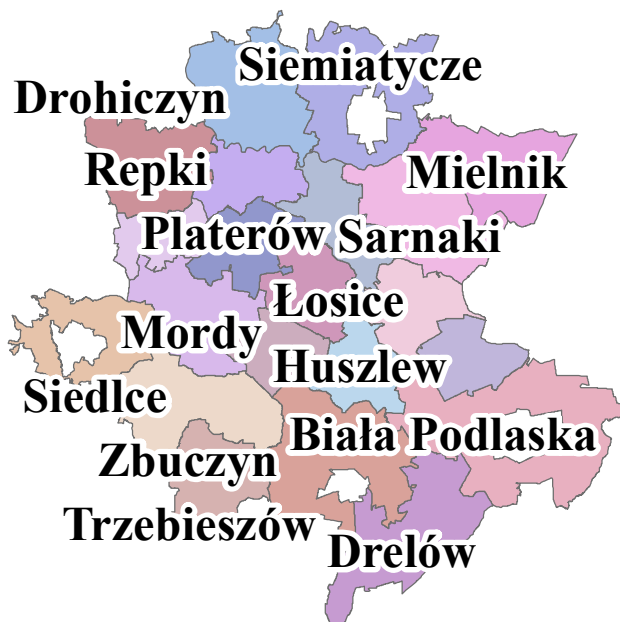 Siemiatycze
Drohiczyn
Repki
Mielnik
Platerów
Sarnaki
Łosice
Mordy
Huszlew
Siedlce
Biała Podlaska
Zbuczyn
Trzebieszów
Drelów